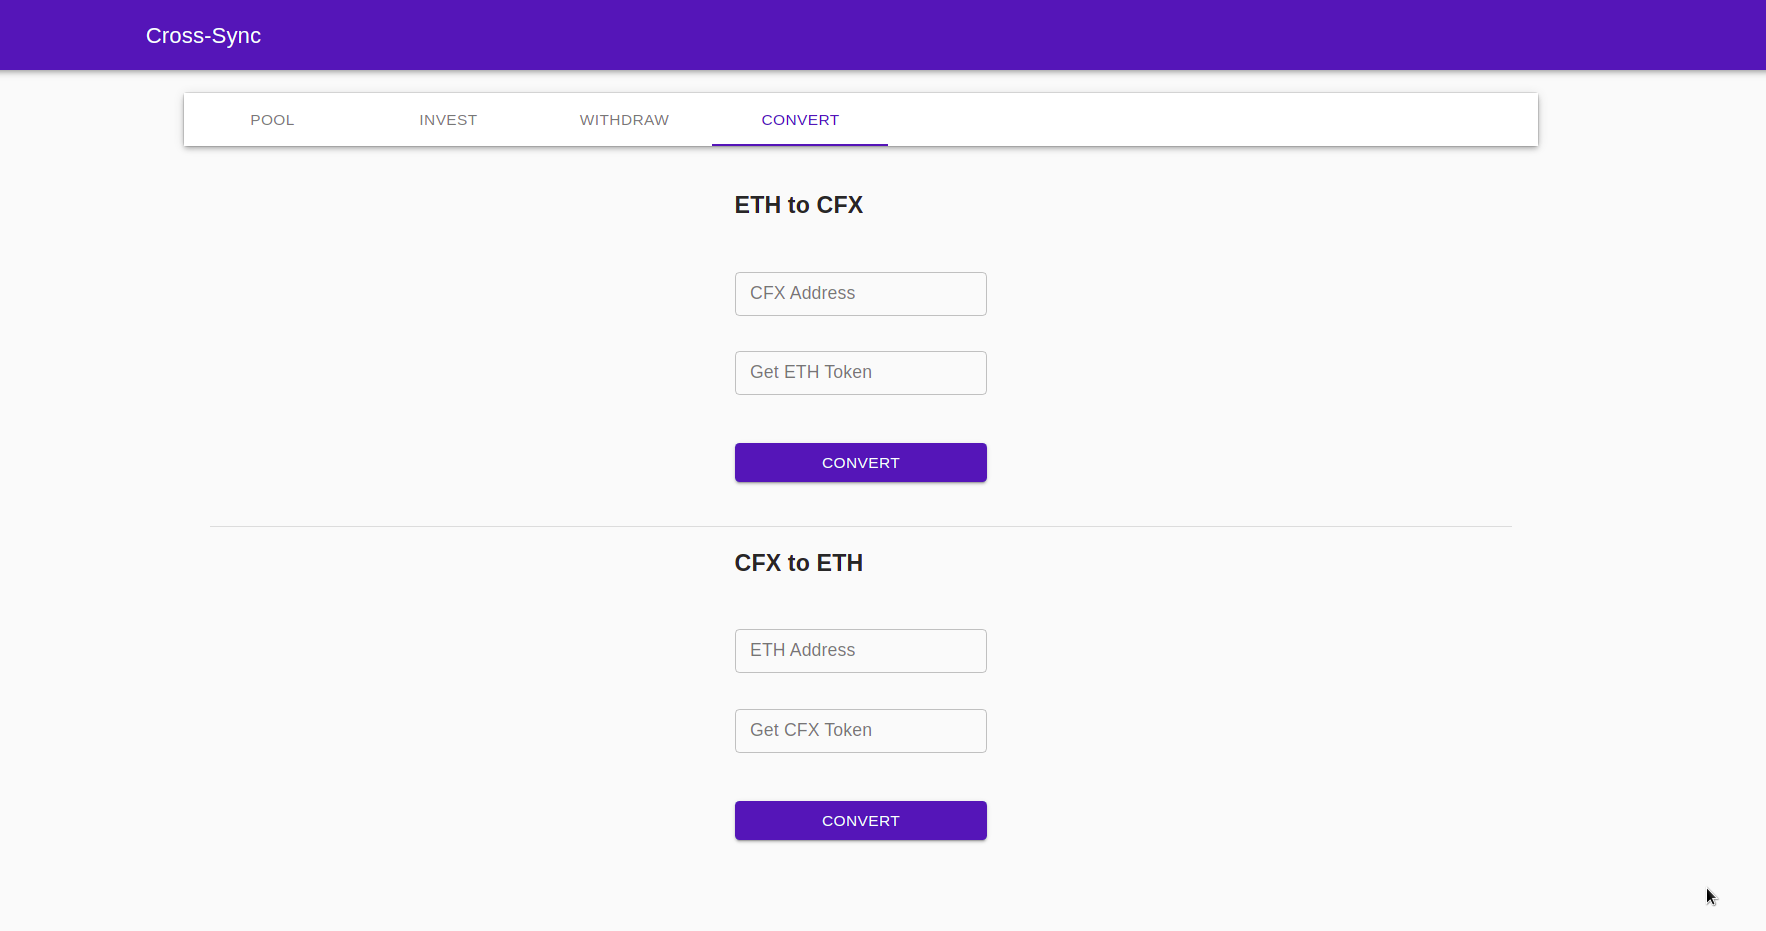 Cross-Sync
POOL INVEST WITHDRAW CONVERT
ETH to CFX
CFX Address
Get ETH Token
CONVERT
CFX to ETH
ETH Address
Get CFX Token
CONVERT